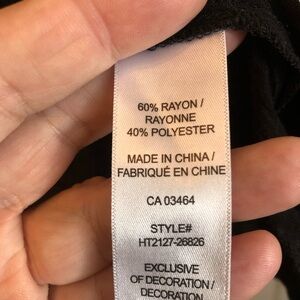 60% RAYON /
RAYONNE
40% POLYESTER
MADE IN CHINA /
FABRIQUÉ EN CHINE
CA 03464
STYLE#
HT2127-26826
EXCLUSIVE
OF DECORATION /
DECORATION